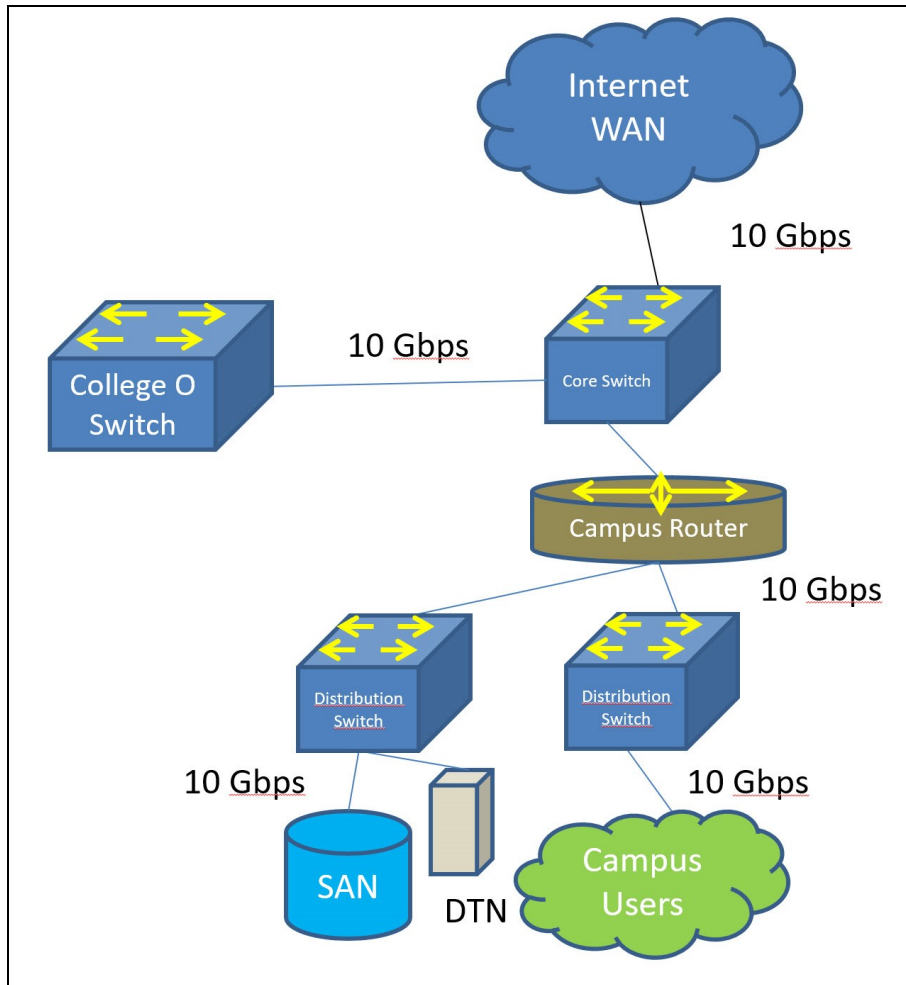 Internet
WAN
10 Gbps
10 Gbps
College O
Switch
Core Switch
Campus Router
10 Gbps
Distribution
Switch
Distribution
Switch
10 Gbps
10 Gbps
SAN
DTN
Campus
Users